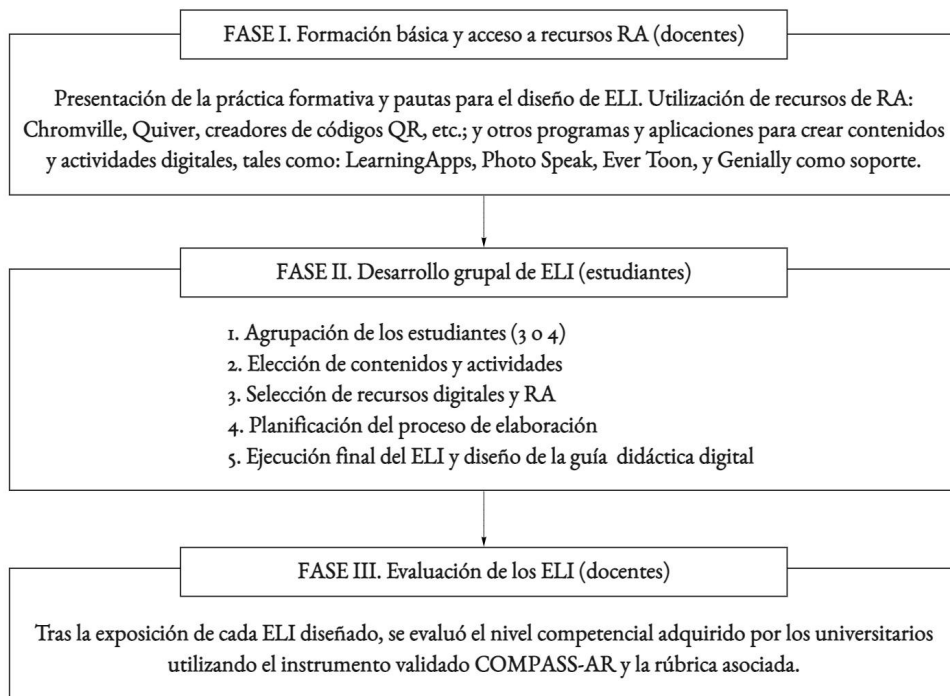 FASE I. Formación básica y acceso a recursos RA (docentes)
Presentación de la práctica formativa y pautas para el diseño de ELI. Utilización de recursos de RA:
Chromville, Quiver, creadores de códigos QR, etc.; y otros programas y aplicaciones para crear contenidos
y actividades digitales, tales como: LearningApps, Photo Speak, Ever Toon, y Genially como soporte.
FASE II. Desarrollo grupal de ELI (estudiantes)
1. Agrupación de los estudiantes (3 o 4)
2. Elección de contenidos y actividades
3. Selección de recursos digitales y RA
4. Planificación del proceso de elaboración
5. Ejecución final del ELI y diseño de la guía didáctica digital
FASE III. Evaluación de los ELI (docentes)
Tras la exposición de cada ELI diseñado, se evaluó el nivel competencial adquirido por los universitarios
utilizando el instrumento validado COMPASS-AR y la rúbrica asociada.